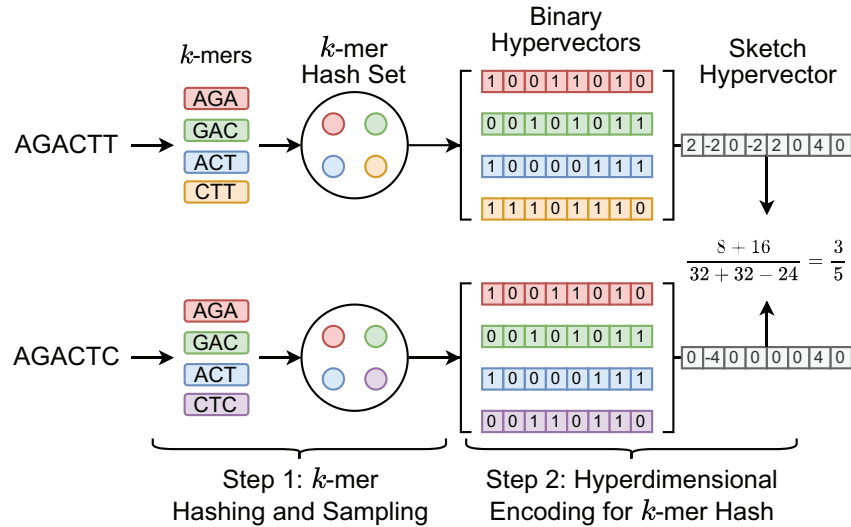 k-mers
k-mer
Hash Set
Binary
Hypervectors
Sketch
Hypervector
AGACTT
AGA
GAC
ACT
CTT
1 0 0 1 1 0 1 0
0 0 1 0 1 0 1 1
1 0 0 0 0 1 1 1
1 1 1 0 1 1 1 0
2 -2 0 -2 2 0 4 0
8 + 16
32 + 32 − 24
= 3
5
AGACTC
AGA
GAC
ACT
CTC
1 0 0 1 1 0 1 0
0 0 1 0 1 0 1 1
1 0 0 0 0 1 1 1
0 0 1 1 0 1 1 0
0 -4 0 0 0 0 4 0
Step 1: k-mer
Hashing and Sampling
Step 2: Hyperdimensional
Encoding for k-mer Hash